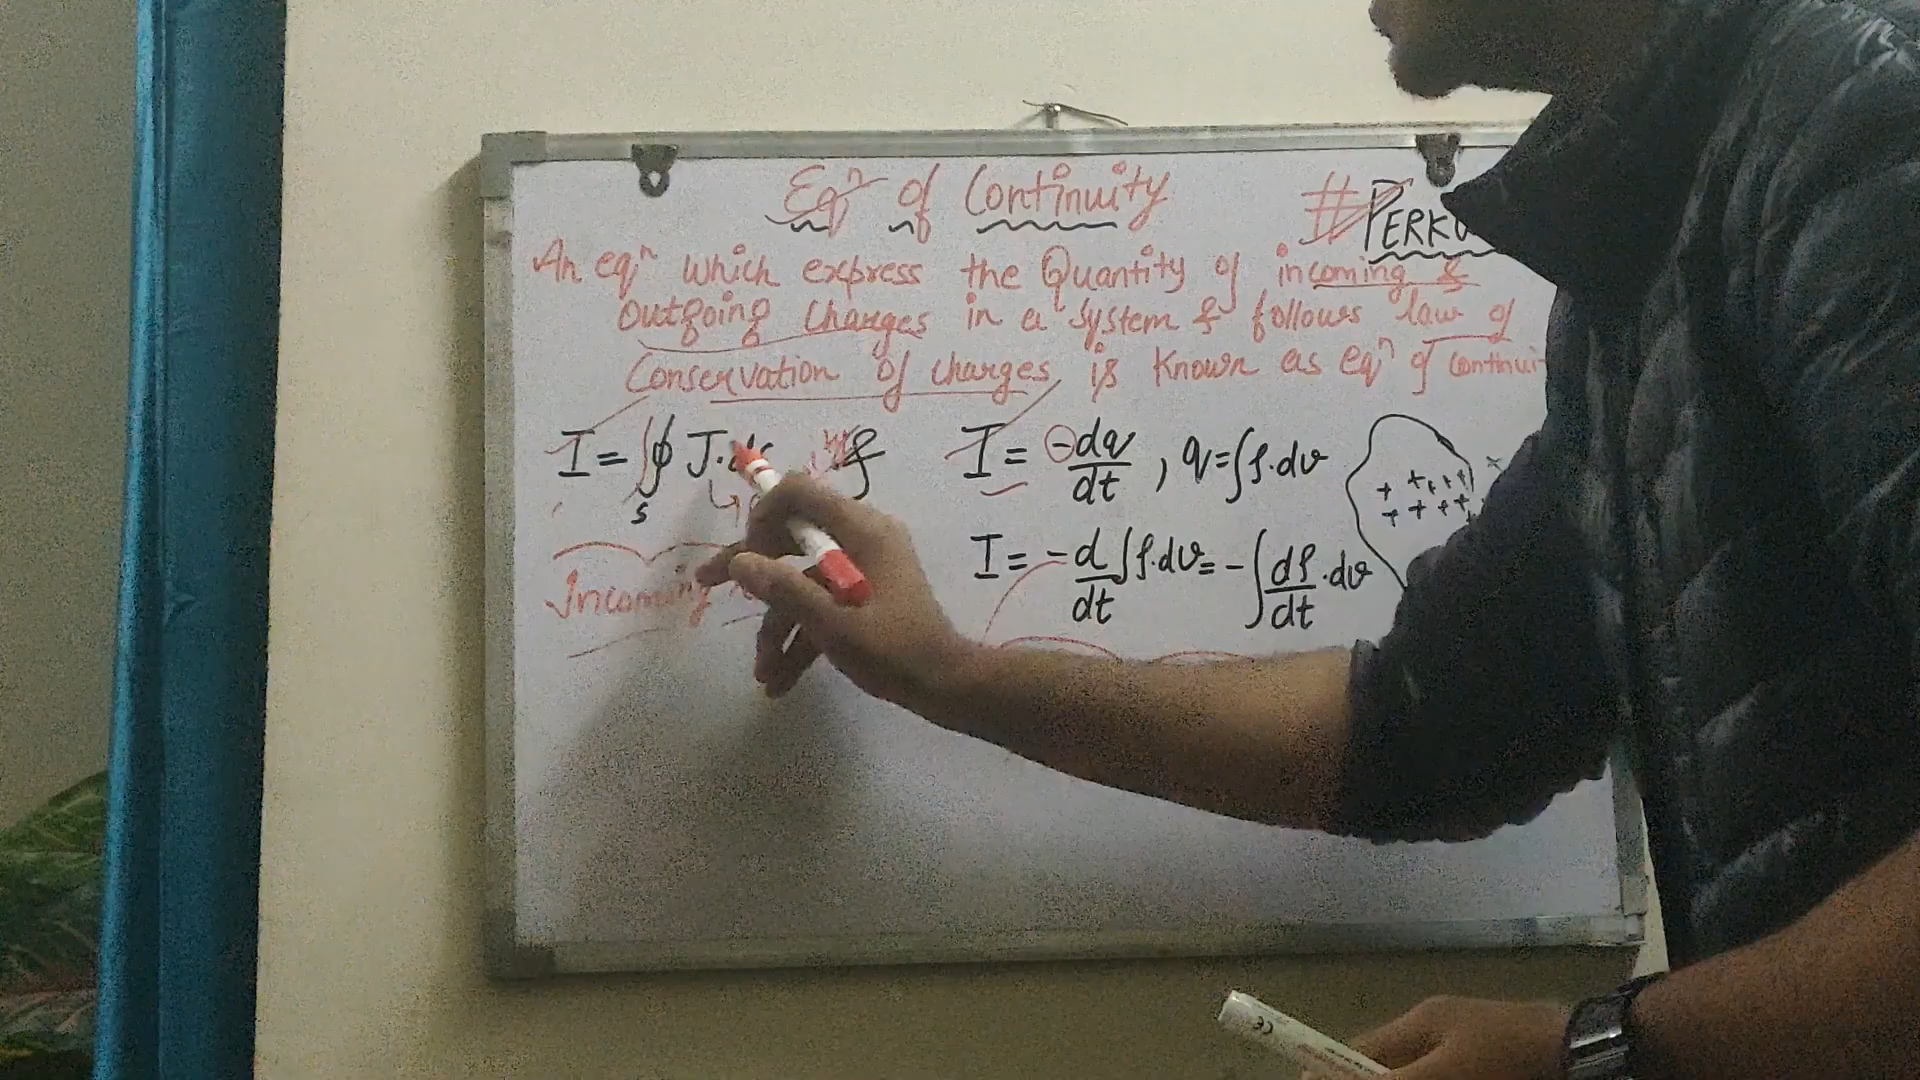 Eqⁿ of Continuity
#PERK
An eqⁿ which express the Quantity of incoming &
Outgoing Charges in a system & follows law of
Conservation of charges is known as eqⁿ of continui
I = ∮ J.ds &
s
I = -dq/dt , q=∫ρ.dv
I = -d/dt ∫ρ.dv = -∫dρ/dt .dv
Incoming